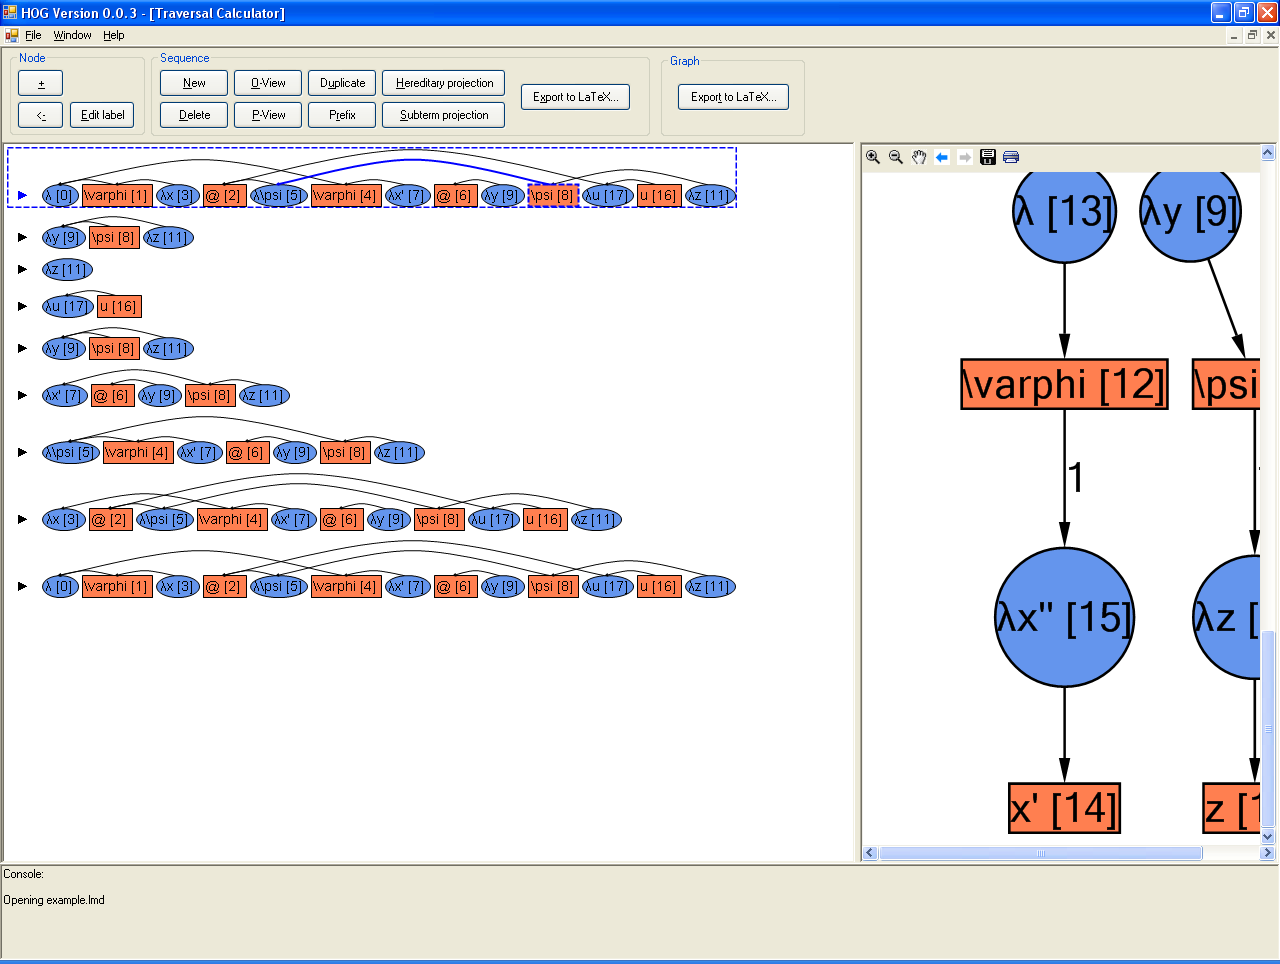 HOG Version 0.0.3 - [Traversal Calculator]
File Window Help
Node
Sequence
Graph
+
New O-View Duplicate Hereditary projection
Export to LaTeX...
Export to LaTeX...
<- Edit label
Delete P-View Prefix Subterm projection
λ [0] \varphi [1] λx [3] @ [2] λ\psi [5] \varphi [4] λx' [7] @ [6] λy [9] \psi [8] λu [17] u [16] λz [11]
λy [9] \psi [8] λz [11]
λz [11]
λu [17] u [16]
λy [9] \psi [8] λz [11]
λx' [7] @ [6] λy [9] \psi [8] λz [11]
λ\psi [5] \varphi [4] λx' [7] @ [6] λy [9] \psi [8] λz [11]
λx [3] @ [2] λ\psi [5] \varphi [4] λx' [7] @ [6] λy [9] \psi [8] λu [17] u [16] λz [11]
λ [0] \varphi [1] λx [3] @ [2] λ\psi [5] \varphi [4] λx' [7] @ [6] λy [9] \psi [8] λu [17] u [16] λz [11]
λ [13] λy [9]
\varphi [12] \psi
1
λx'' [15] λz [
x' [14] z [1
Console:
Opening example.lmd